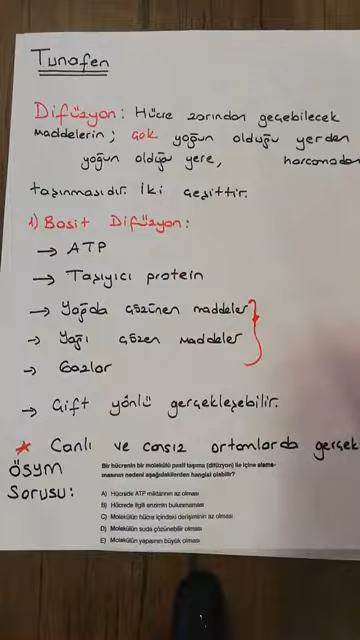 Tunafen
Difüzyon: Hücre zarından geçebilecek
maddelerin; çok yoğun olduğu yerden
yoğun olduğu yere, harcamadan
taşınmasıdır. İki çeşittir.
1) Basit Difüzyon:
→ ATP
→ Taşıyıcı protein
→ Yağda çözünen maddeler
→ Yağı çözen maddeler
→ Gazlar
→ Çift yönlü gerçekleşebilir.
* Canlı ve cansız ortamlarda gerçek
ÖSYM
Sorusu:
Bir hücrenin bir molekülü pasif taşıma (difüzyon) ile içine alama-
masının nedeni aşağıdakilerden hangisi olabilir?
A) Hücrede ATP miktarının az olması
B) Hücrede ilgili enzimin bulunmaması
C) Molekülün hücre içindeki derişiminin az olması
D) Molekülün suda çözünebilir olması
E) Molekülün yapısının büyük olması